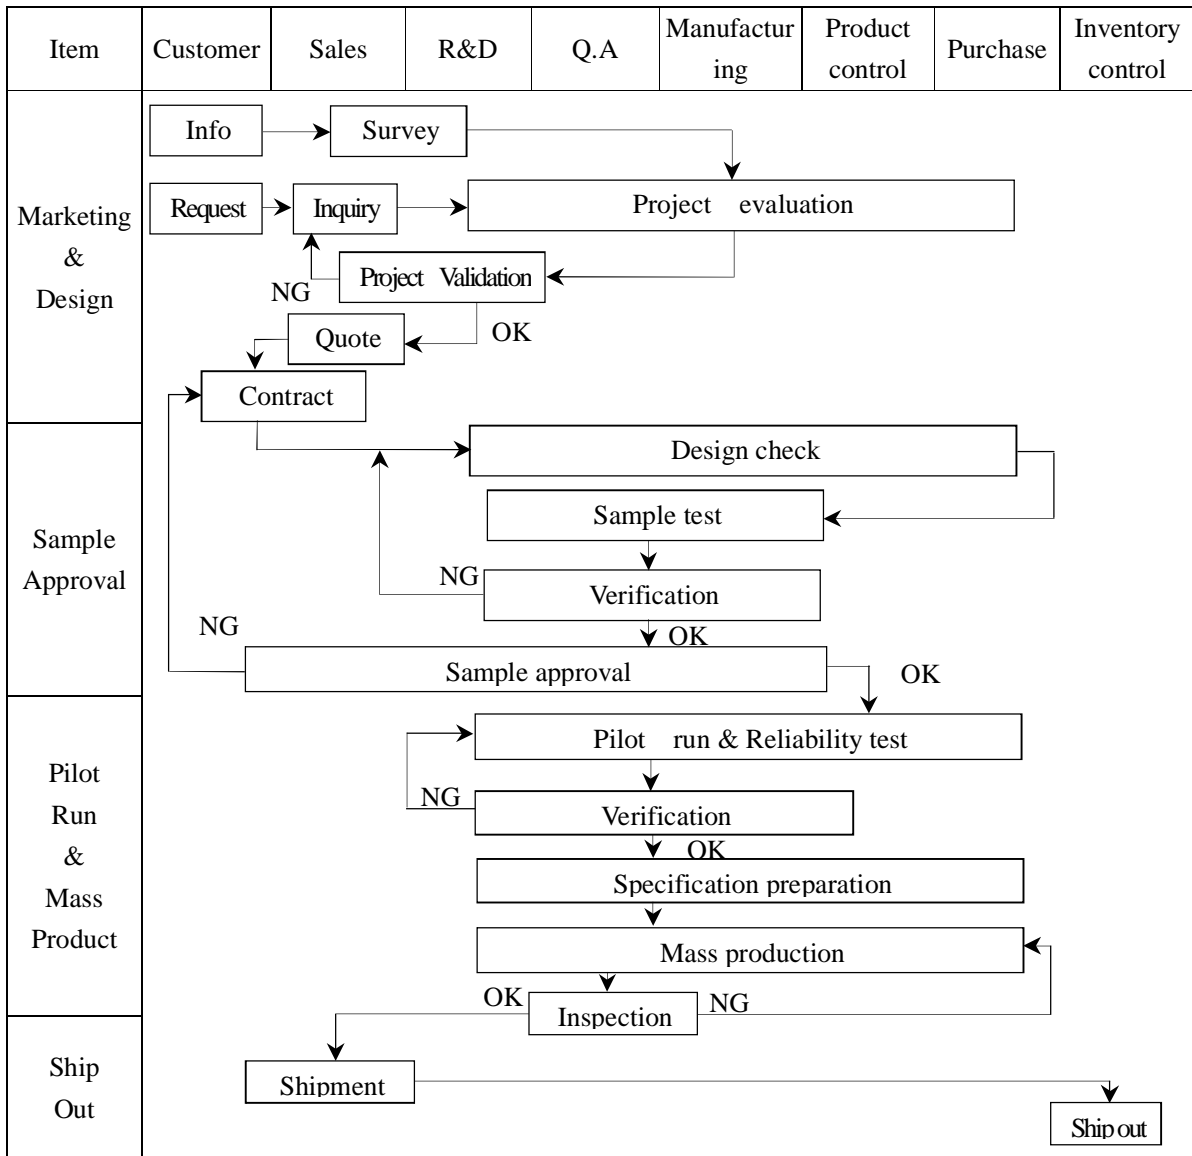 Item
Customer
Sales
R&D
Q.A
Manufactur
ing
Product
control
Purchase
Inventory
control
Marketing
&
Design
Info
Survey
Request
Inquiry
Project evaluation
Project Validation
NG
OK
Quote
Contract
Sample
Approval
Design check
Sample test
NG
Verification
OK
NG
Sample approval
OK
Pilot
Run
&
Mass
Product
Pilot run & Reliability test
NG
Verification
OK
Specification preparation
Mass production
OK
NG
Inspection
Ship
Out
Shipment
Ship out